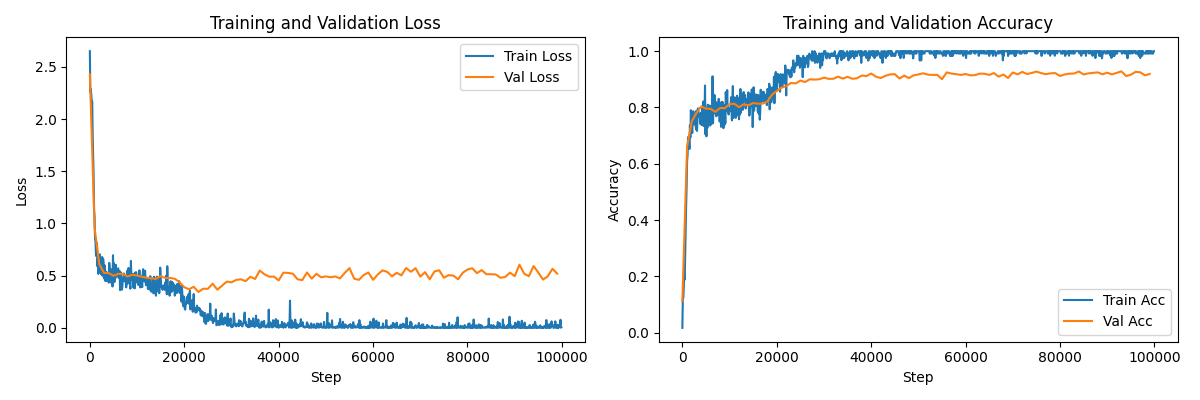 Training and Validation Loss
2.5
2.0
1.5
1.0
0.5
0.0
Loss
0
20000
40000
60000
80000
100000
Step
Train Loss
Val Loss
Training and Validation Accuracy
1.0
0.8
0.6
0.4
0.2
0.0
Accuracy
0
20000
40000
60000
80000
100000
Step
Train Acc
Val Acc